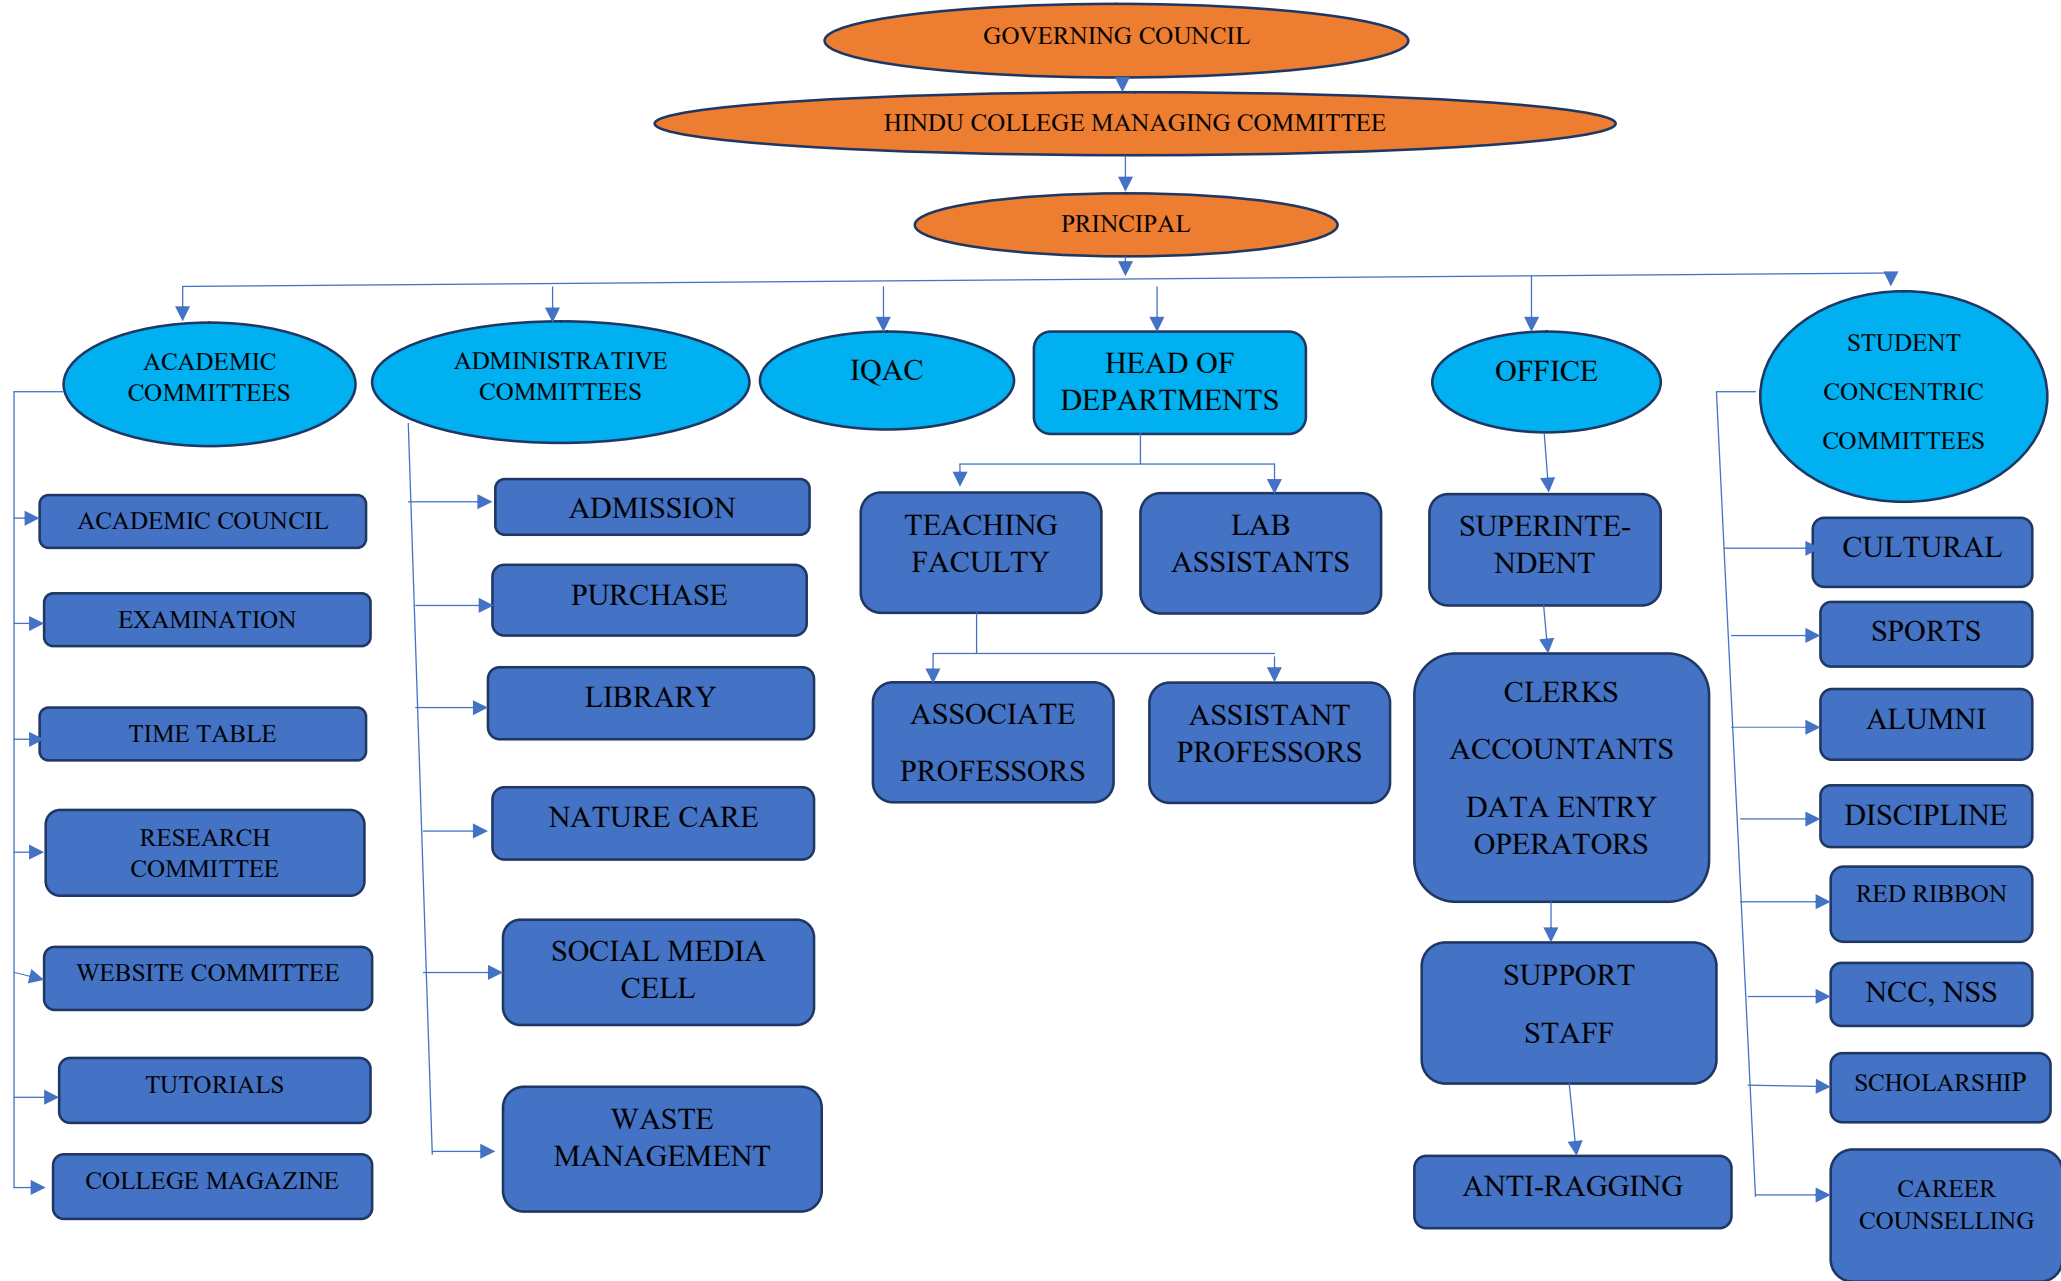 GOVERNING COUNCIL
HINDU COLLEGE MANAGING COMMITTEE
PRINCIPAL
ACADEMIC
COMMITTEES
ADMINISTRATIVE
COMMITTEES
IQAC
HEAD OF
DEPARTMENTS
OFFICE
STUDENT
CONCENTRIC
COMMITTEES
ACADEMIC COUNCIL
EXAMINATION
TIME TABLE
RESEARCH
COMMITTEE
WEBSITE COMMITTEE
TUTORIALS
COLLEGE MAGAZINE
ADMISSION
PURCHASE
LIBRARY
NATURE CARE
SOCIAL MEDIA
CELL
WASTE
MANAGEMENT
TEACHING
FACULTY
LAB
ASSISTANTS
ASSOCIATE
PROFESSORS
ASSISTANT
PROFESSORS
SUPERINTE-
NDENT
CLERKS
ACCOUNTANTS
DATA ENTRY
OPERATORS
SUPPORT
STAFF
ANTI-RAGGING
CULTURAL
SPORTS
ALUMNI
DISCIPLINE
RED RIBBON
NCC, NSS
SCHOLARSHIP
CAREER
COUNSELLING